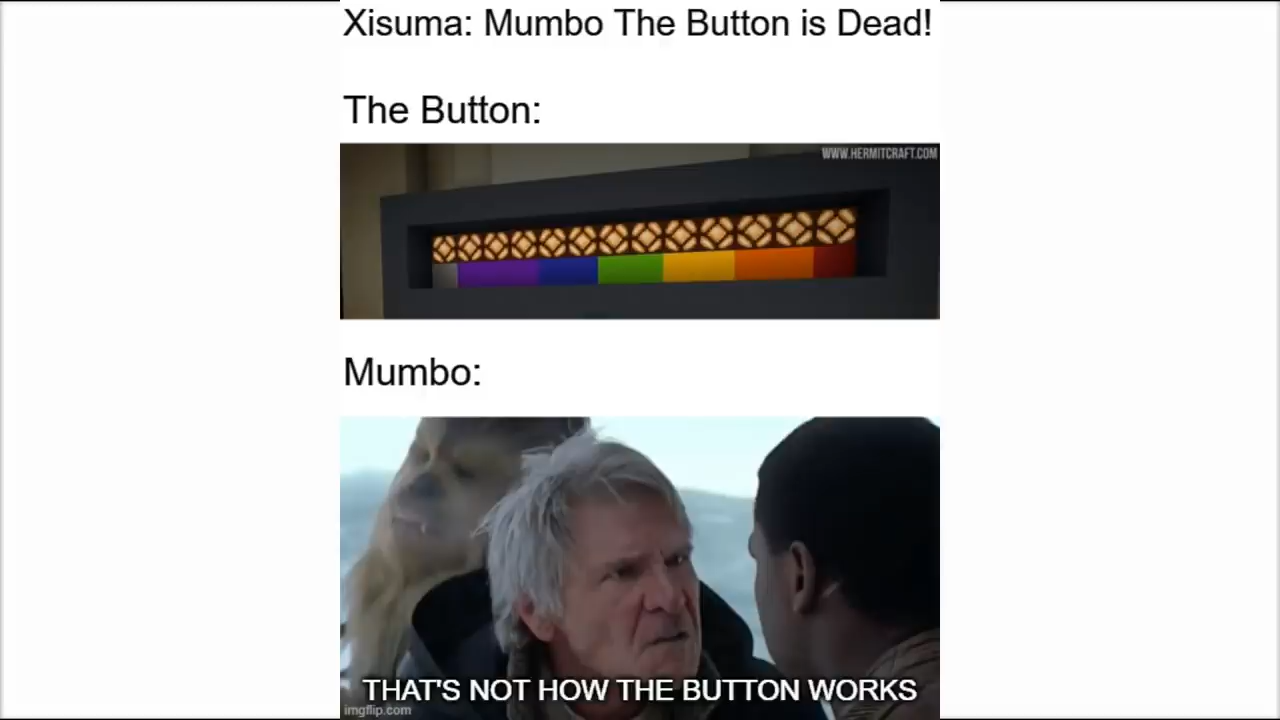 Xisuma: Mumbo The Button is Dead!
The Button:
WWW.HERMITCRAFT.COM
Mumbo:
THAT'S NOT HOW THE BUTTON WORKS
imgflip.com